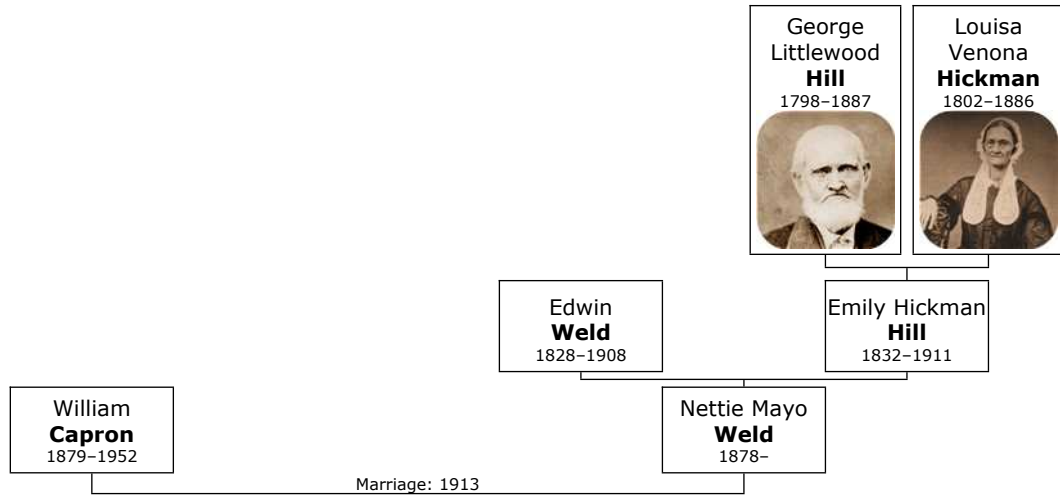 George
Littlewood
Hill
1798–1887
Louisa
Venona
Hickman
1802–1886
Edwin
Weld
1828–1908
Emily Hickman
Hill
1832–1911
William
Capron
1879–1952
Nettie Mayo
Weld
1878–
Marriage: 1913